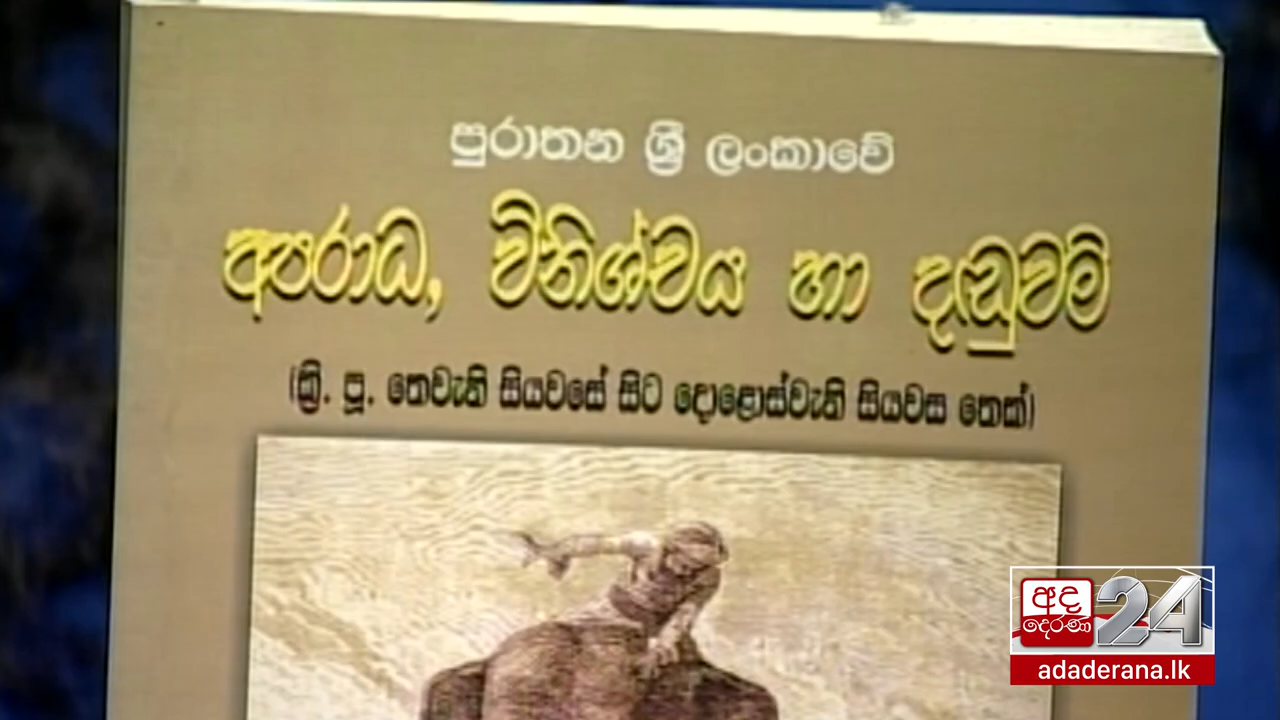 පුරාතන ශ්‍රී ලංකාවේ
අපරාධ, විනිශ්චය හා දඬුවම්
(ක්‍රි. පූ. තෙවැනි සියවසේ සිට දොළොස්වැනි සියවස තෙක්)
අද
දෙරණ
24
adaderana.lk